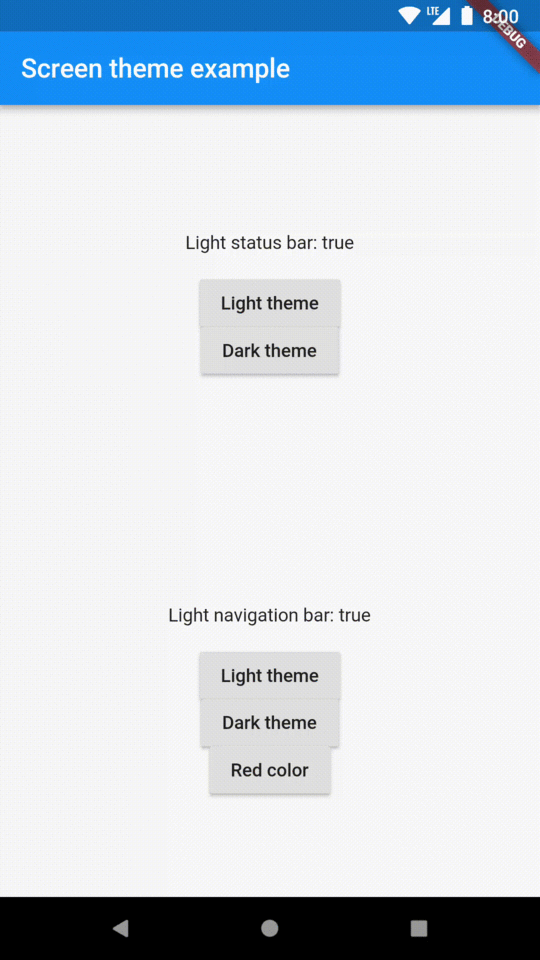 LTE
8:00
DEBUG
Screen theme example
Light status bar: true
Light theme
Dark theme
Light navigation bar: true
Light theme
Dark theme
Red color